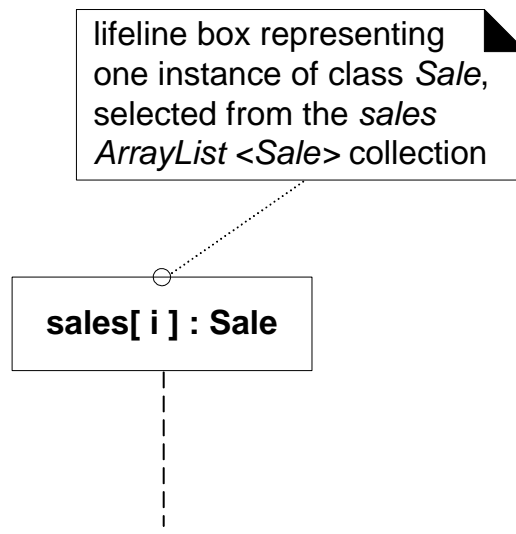 lifeline box representing
one instance of class Sale,
selected from the sales
ArrayList <Sale> collection
sales[ i ] : Sale